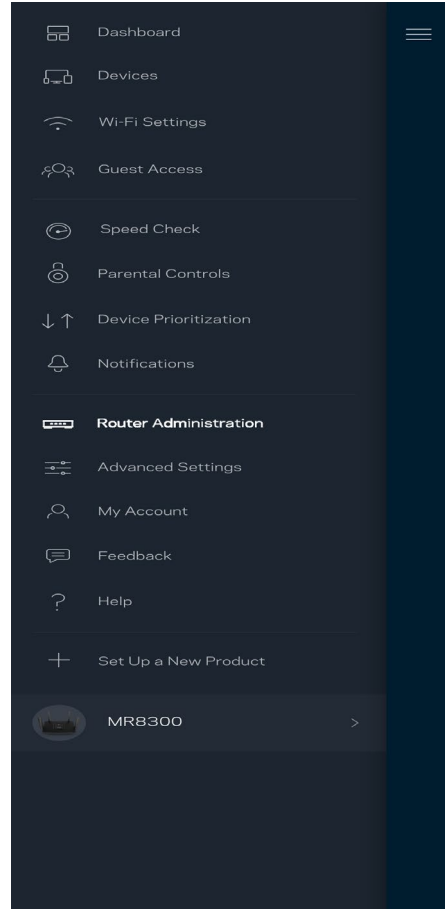 Dashboard
Devices
Wi-Fi Settings
Guest Access
Speed Check
Parental Controls
Device Prioritization
Notifications
Router Administration
Advanced Settings
My Account
Feedback
Help
Set Up a New Product
MR8300